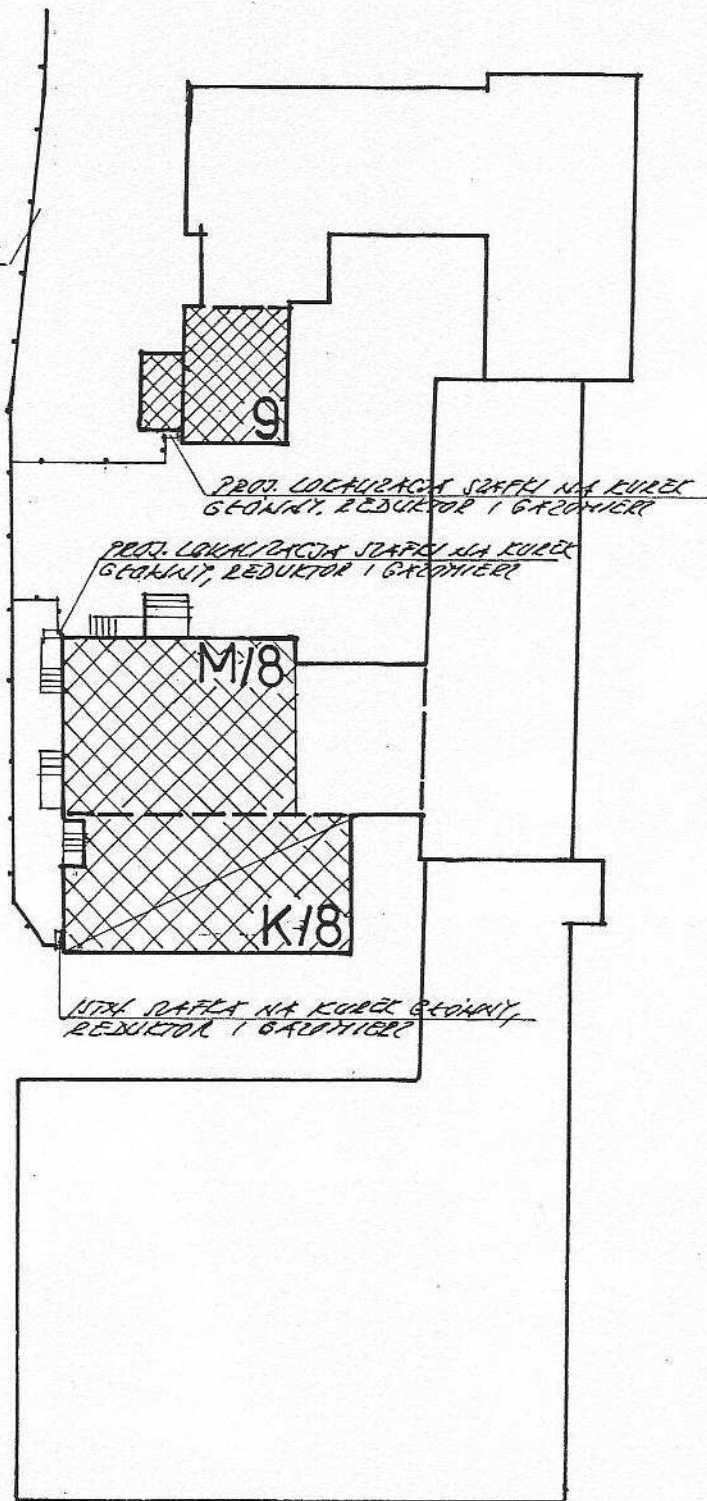 9
PROJ. LOKALIZACJA SZAFKI NA KUREK
GŁÓWNY, REDUKTOR I GAZOMIERZ
PROJ. LOKALIZACJA SZAFKI NA KUREK
GŁÓWNY, REDUKTOR I GAZOMIERZ
M/8
K/8
ISTN. SZAFKA NA KUREK GŁÓWNY,
REDUKTOR I GAZOMIERZ